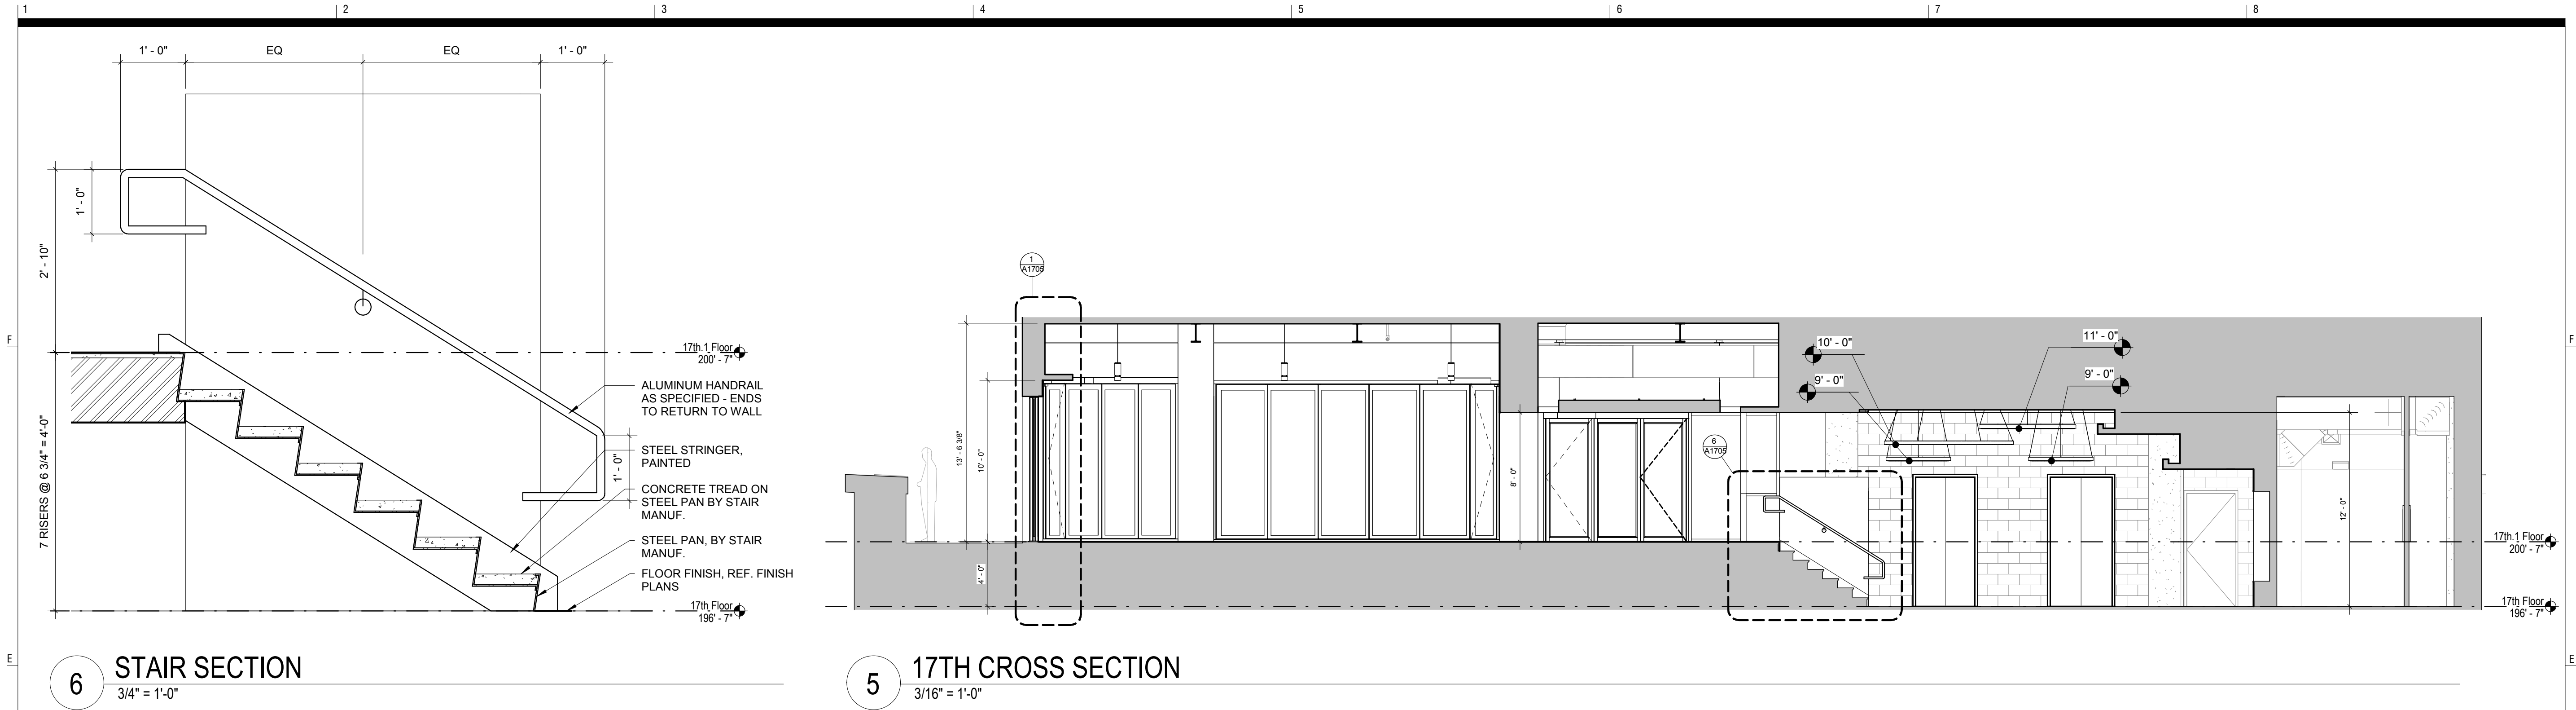 1 2 3 4 5 6 7 8
1' - 0" EQ EQ 1' - 0"
1' - 0"
2' - 10"
7 RISERS @ 6 3/4" = 4'-0"
1' - 0"
17th.1 Floor
200' - 7"
ALUMINUM HANDRAIL
AS SPECIFIED - ENDS
TO RETURN TO WALL
STEEL STRINGER,
PAINTED
CONCRETE TREAD ON
STEEL PAN BY STAIR
MANUF.
STEEL PAN, BY STAIR
MANUF.
FLOOR FINISH, REF. FINISH
PLANS
17th Floor
196' - 7"
F
E
6
STAIR SECTION
3/4" = 1'-0"
1
A1705
13' - 6 3/8"
10' - 0"
4' - 0"
8' - 0"
6
A1705
10' - 0"
9' - 0"
11' - 0"
9' - 0"
12' - 0"
17th.1 Floor
200' - 7"
17th Floor
196' - 7"
F
E
5
17TH CROSS SECTION
3/16" = 1'-0"